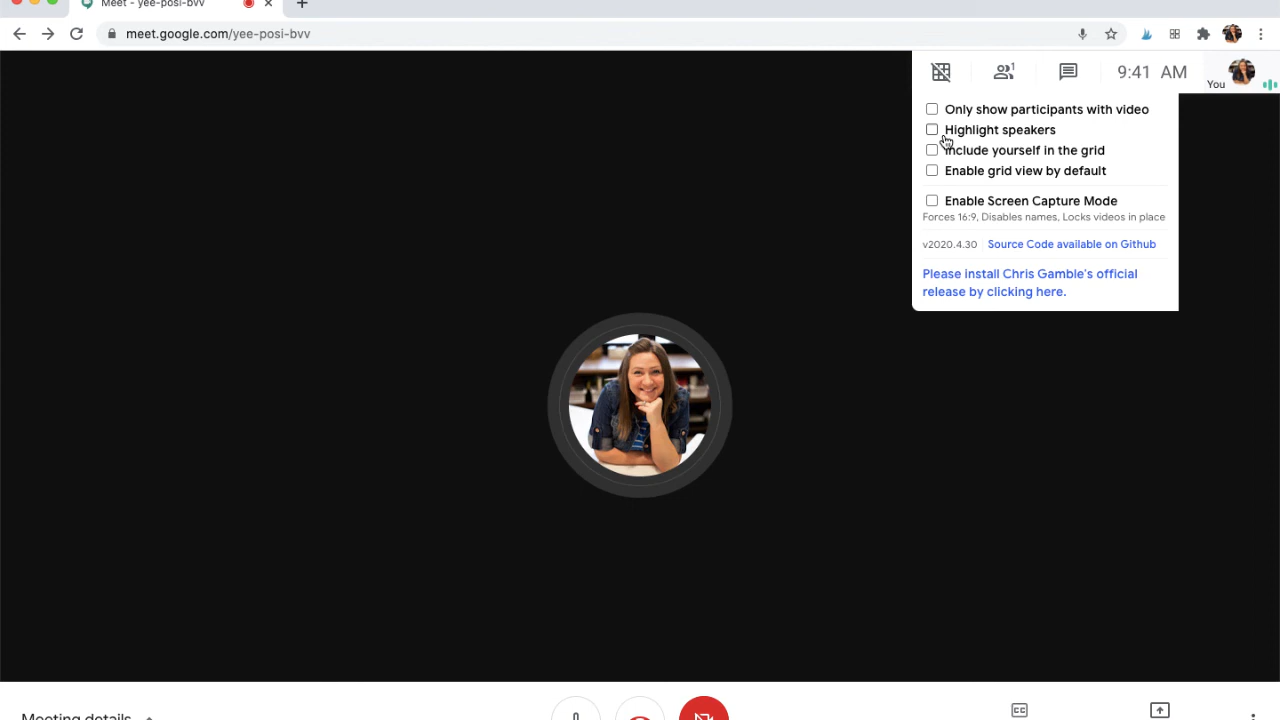 Meet - yee-posi-bvv
meet.google.com/yee-posi-bvv
1
9:41 AM
You
Only show participants with video
Highlight speakers
Include yourself in the grid
Enable grid view by default
Enable Screen Capture Mode
Forces 16:9, Disables names, Locks videos in place
v2020.4.30 Source Code available on Github
Please install Chris Gamble's official
release by clicking here.
Meeting details
CC